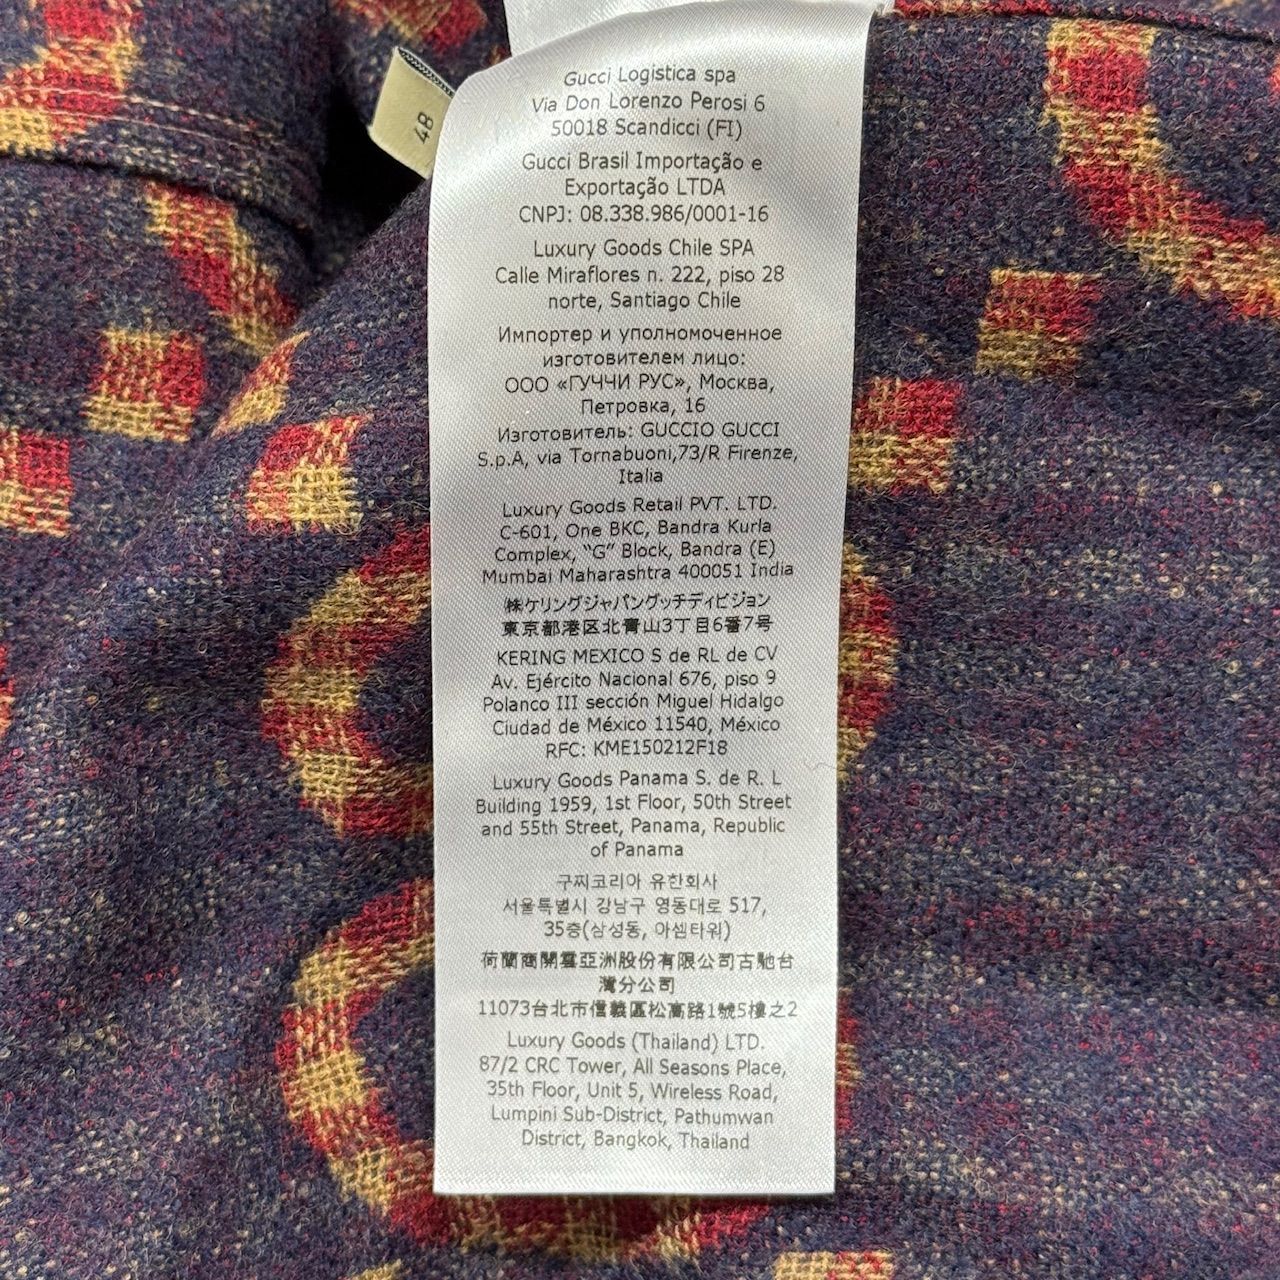 48
Gucci Logistica spa
Via Don Lorenzo Perosi 6
50018 Scandicci (FI)
Gucci Brasil Importação e
Exportação LTDA
CNPJ: 08.338.986/0001-16
Luxury Goods Chile SPA
Calle Miraflores n. 222, piso 28
norte, Santiago Chile
Импортер и уполномоченное
изготовителем лицо:
ООО «ГУЧЧИ РУС», Москва,
Петровка, 16
Изготовитель: GUCCIO GUCCI
S.p.A, via Tornabuoni,73/R Firenze,
Italia
Luxury Goods Retail PVT. LTD.
C-601, One BKC, Bandra Kurla
Complex, “G” Block, Bandra (E)
Mumbai Maharashtra 400051 India
㈱ケリングジャパングッチディビジョン
東京都港区北青山3丁目6番7号
KERING MEXICO S de RL de CV
Av. Ejército Nacional 676, piso 9
Polanco III sección Miguel Hidalgo
Ciudad de México 11540, México
RFC: KME150212F18
Luxury Goods Panama S. de R. L
Building 1959, 1st Floor, 50th Street
and 55th Street, Panama, Republic
of Panama
구찌코리아 유한회사
서울특별시 강남구 영동대로 517,
35층(삼성동, 아셈타워)
荷蘭商開雲亞洲股份有限公司古馳台
灣分公司
11073台北市信義區松高路1號5樓之2
Luxury Goods (Thailand) LTD.
87/2 CRC Tower, All Seasons Place,
35th Floor, Unit 5, Wireless Road,
Lumpini Sub-District, Pathumwan
District, Bangkok, Thailand